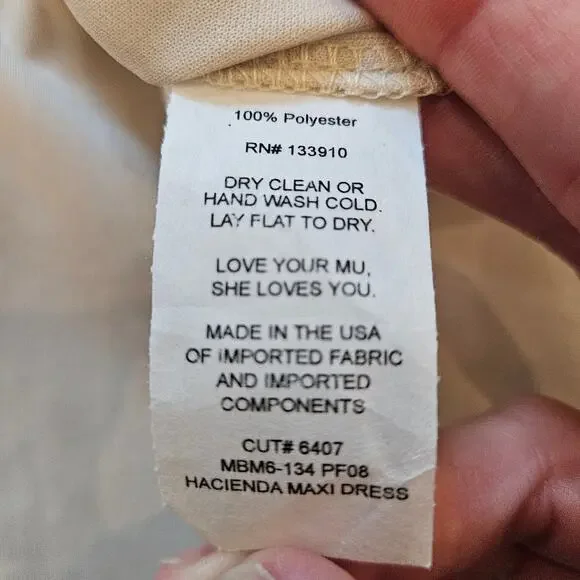 100% Polyester
RN# 133910
DRY CLEAN OR
HAND WASH COLD.
LAY FLAT TO DRY.
LOVE YOUR MU,
SHE LOVES YOU.
MADE IN THE USA
OF IMPORTED FABRIC
AND IMPORTED
COMPONENTS
CUT# 6407
MBM6-134 PF08
HACIENDA MAXI DRESS